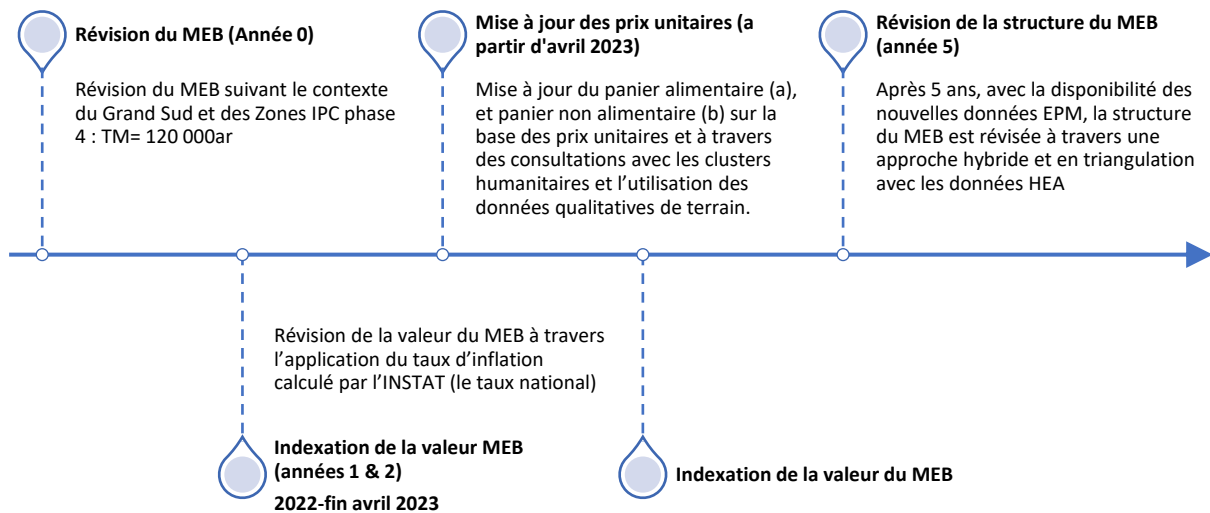 Révision du MEB (Année 0)
Révision du MEB suivant le contexte
du Grand Sud et des Zones IPC phase
4 : TM= 120 000ar
Mise à jour des prix unitaires (a
partir d'avril 2023)
Mise à jour du panier alimentaire (a),
et panier non alimentaire (b) sur la
base des prix unitaires et à travers
des consultations avec les clusters
humanitaires et l’utilisation des
données qualitatives de terrain.
Révision de la structure du MEB
(année 5)
Après 5 ans, avec la disponibilité des
nouvelles données EPM, la structure
du MEB est révisée à travers une
approche hybride et en triangulation
avec les données HEA
Révision de la valeur du MEB à travers
l’application du taux d’inflation
calculé par l’INSTAT (le taux national)
Indexation de la valeur MEB
(années 1 & 2)
2022-fin avril 2023
Indexation de la valeur du MEB